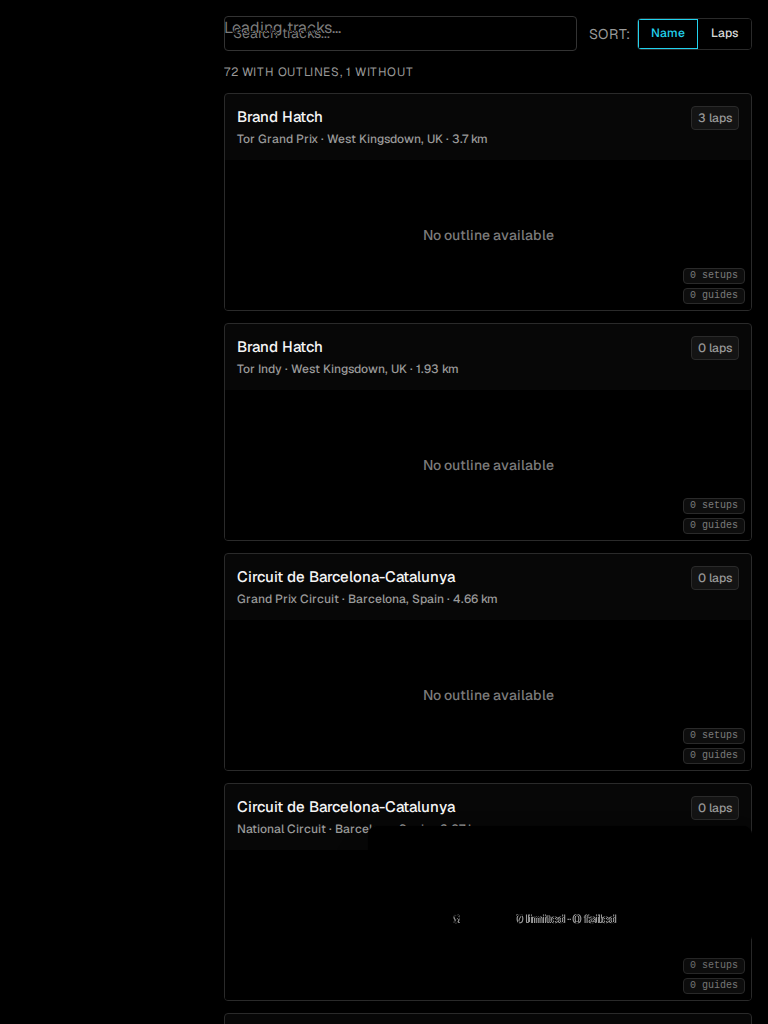 Loading tracks...
Search tracks...
SORT: Name Laps
72 WITH OUTLINES, 1 WITHOUT
Brand Hatch
3 laps
Tor Grand Prix · West Kingsdown, UK · 3.7 km
No outline available
0 setups
0 guides
Brand Hatch
0 laps
Tor Indy · West Kingsdown, UK · 1.93 km
No outline available
0 setups
0 guides
Circuit de Barcelona-Catalunya
0 laps
Grand Prix Circuit · Barcelona, Spain · 4.66 km
No outline available
0 setups
0 guides
Circuit de Barcelona-Catalunya
0 laps
National Circuit ·
0 setups
0 guides